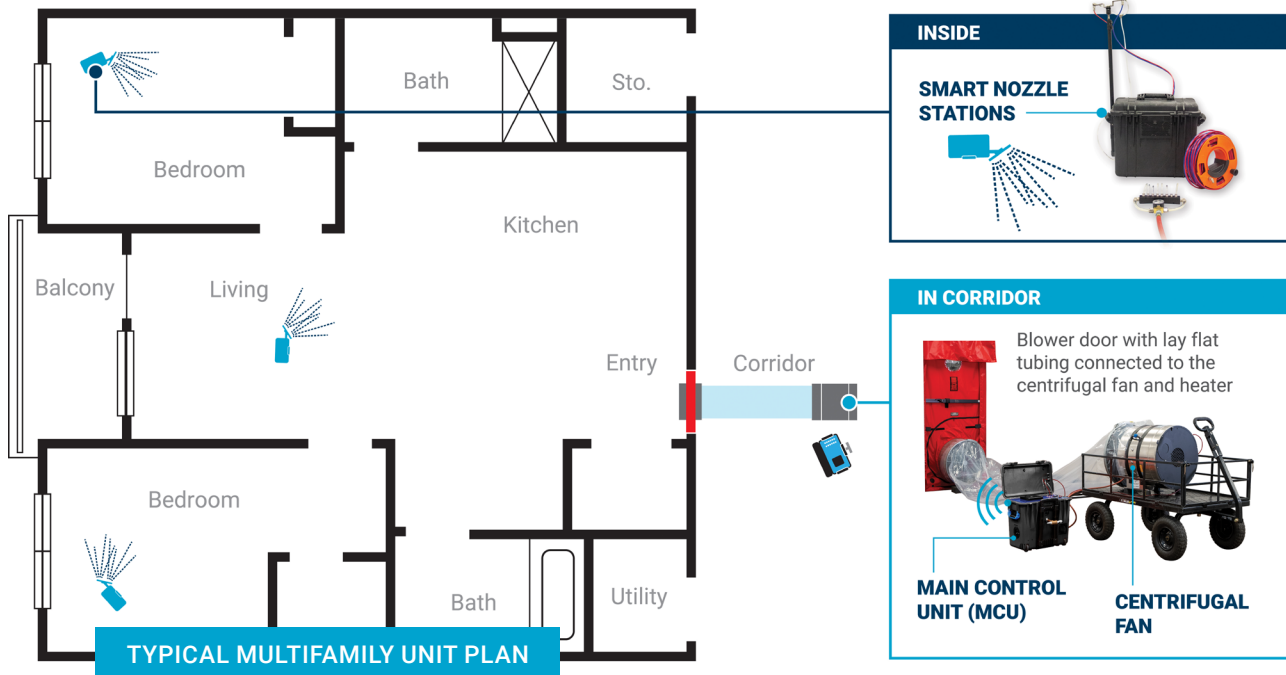 Bath
Sto.
Bedroom
Kitchen
Balcony
Living
Entry
Corridor
Bedroom
Bath
Utility
TYPICAL MULTIFAMILY UNIT PLAN
INSIDE
SMART NOZZLE
STATIONS
IN CORRIDOR
Blower door with lay flat
tubing connected to the
centrifugal fan and heater
MAIN CONTROL
UNIT (MCU)
CENTRIFUGAL
FAN